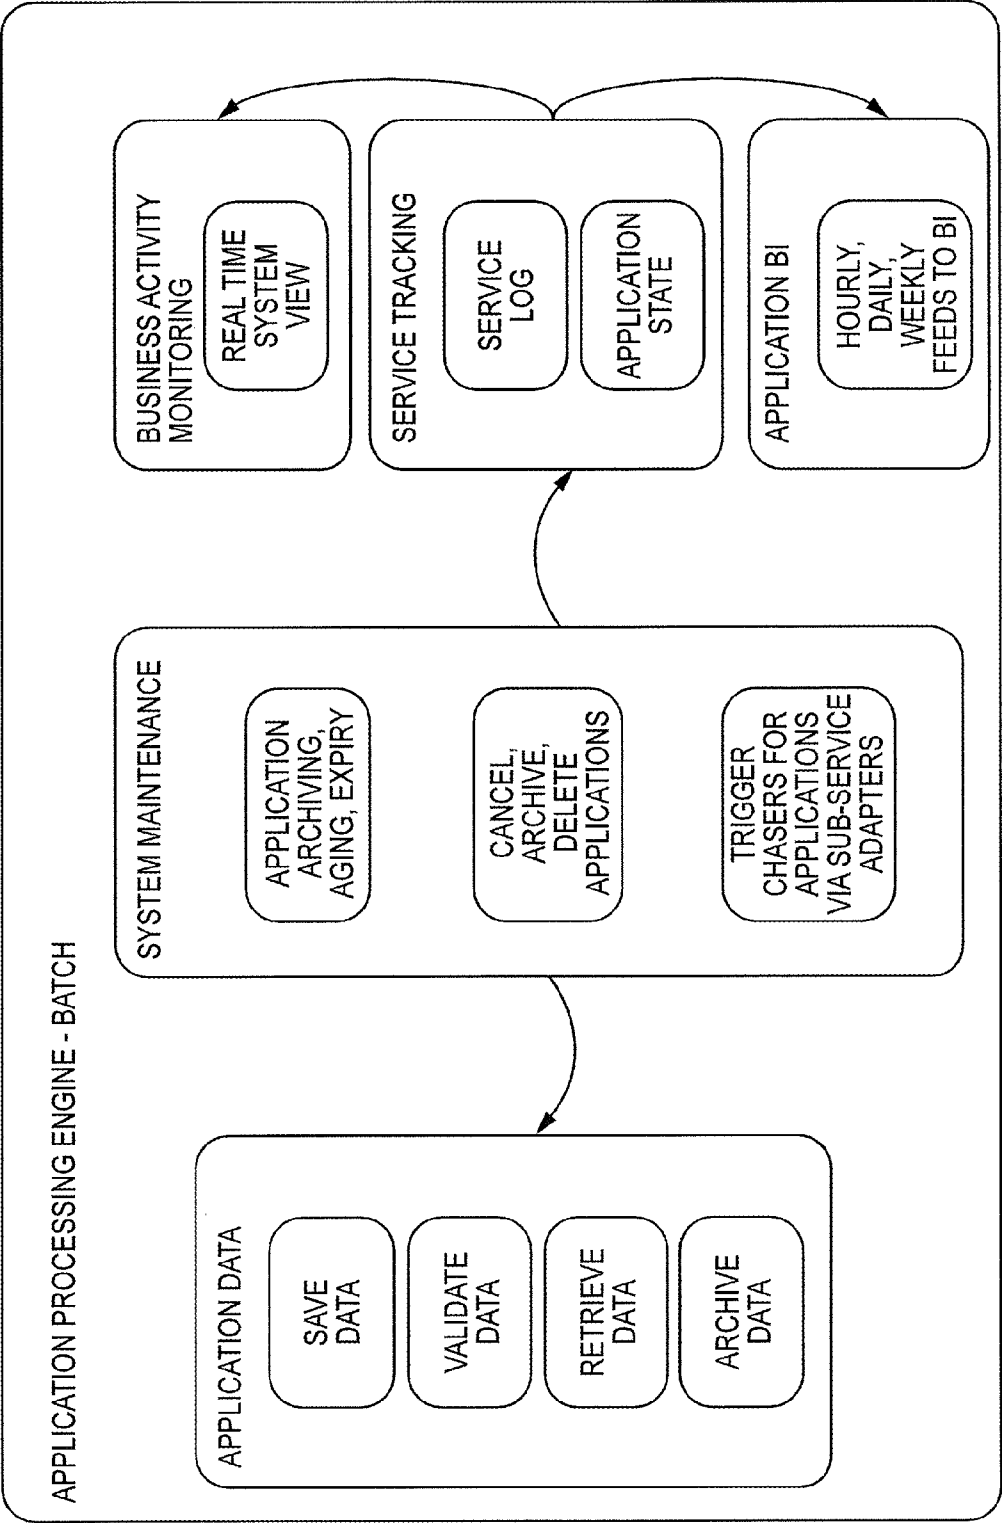 APPLICATION PROCESSING ENGINE - BATCH
APPLICATION DATA
SAVE
DATA
VALIDATE
DATA
RETRIEVE
DATA
ARCHIVE
DATA
SYSTEM MAINTENANCE
APPLICATION
ARCHIVING,
AGING, EXPIRY
CANCEL,
ARCHIVE,
DELETE
APPLICATIONS
TRIGGER
CHASERS FOR
APPLICATIONS
VIA SUB-SERVICE
ADAPTERS
BUSINESS ACTIVITY
MONITORING
REAL TIME
SYSTEM
VIEW
SERVICE TRACKING
SERVICE
LOG
APPLICATION
STATE
APPLICATION BI
HOURLY,
DAILY,
WEEKLY
FEEDS TO BI